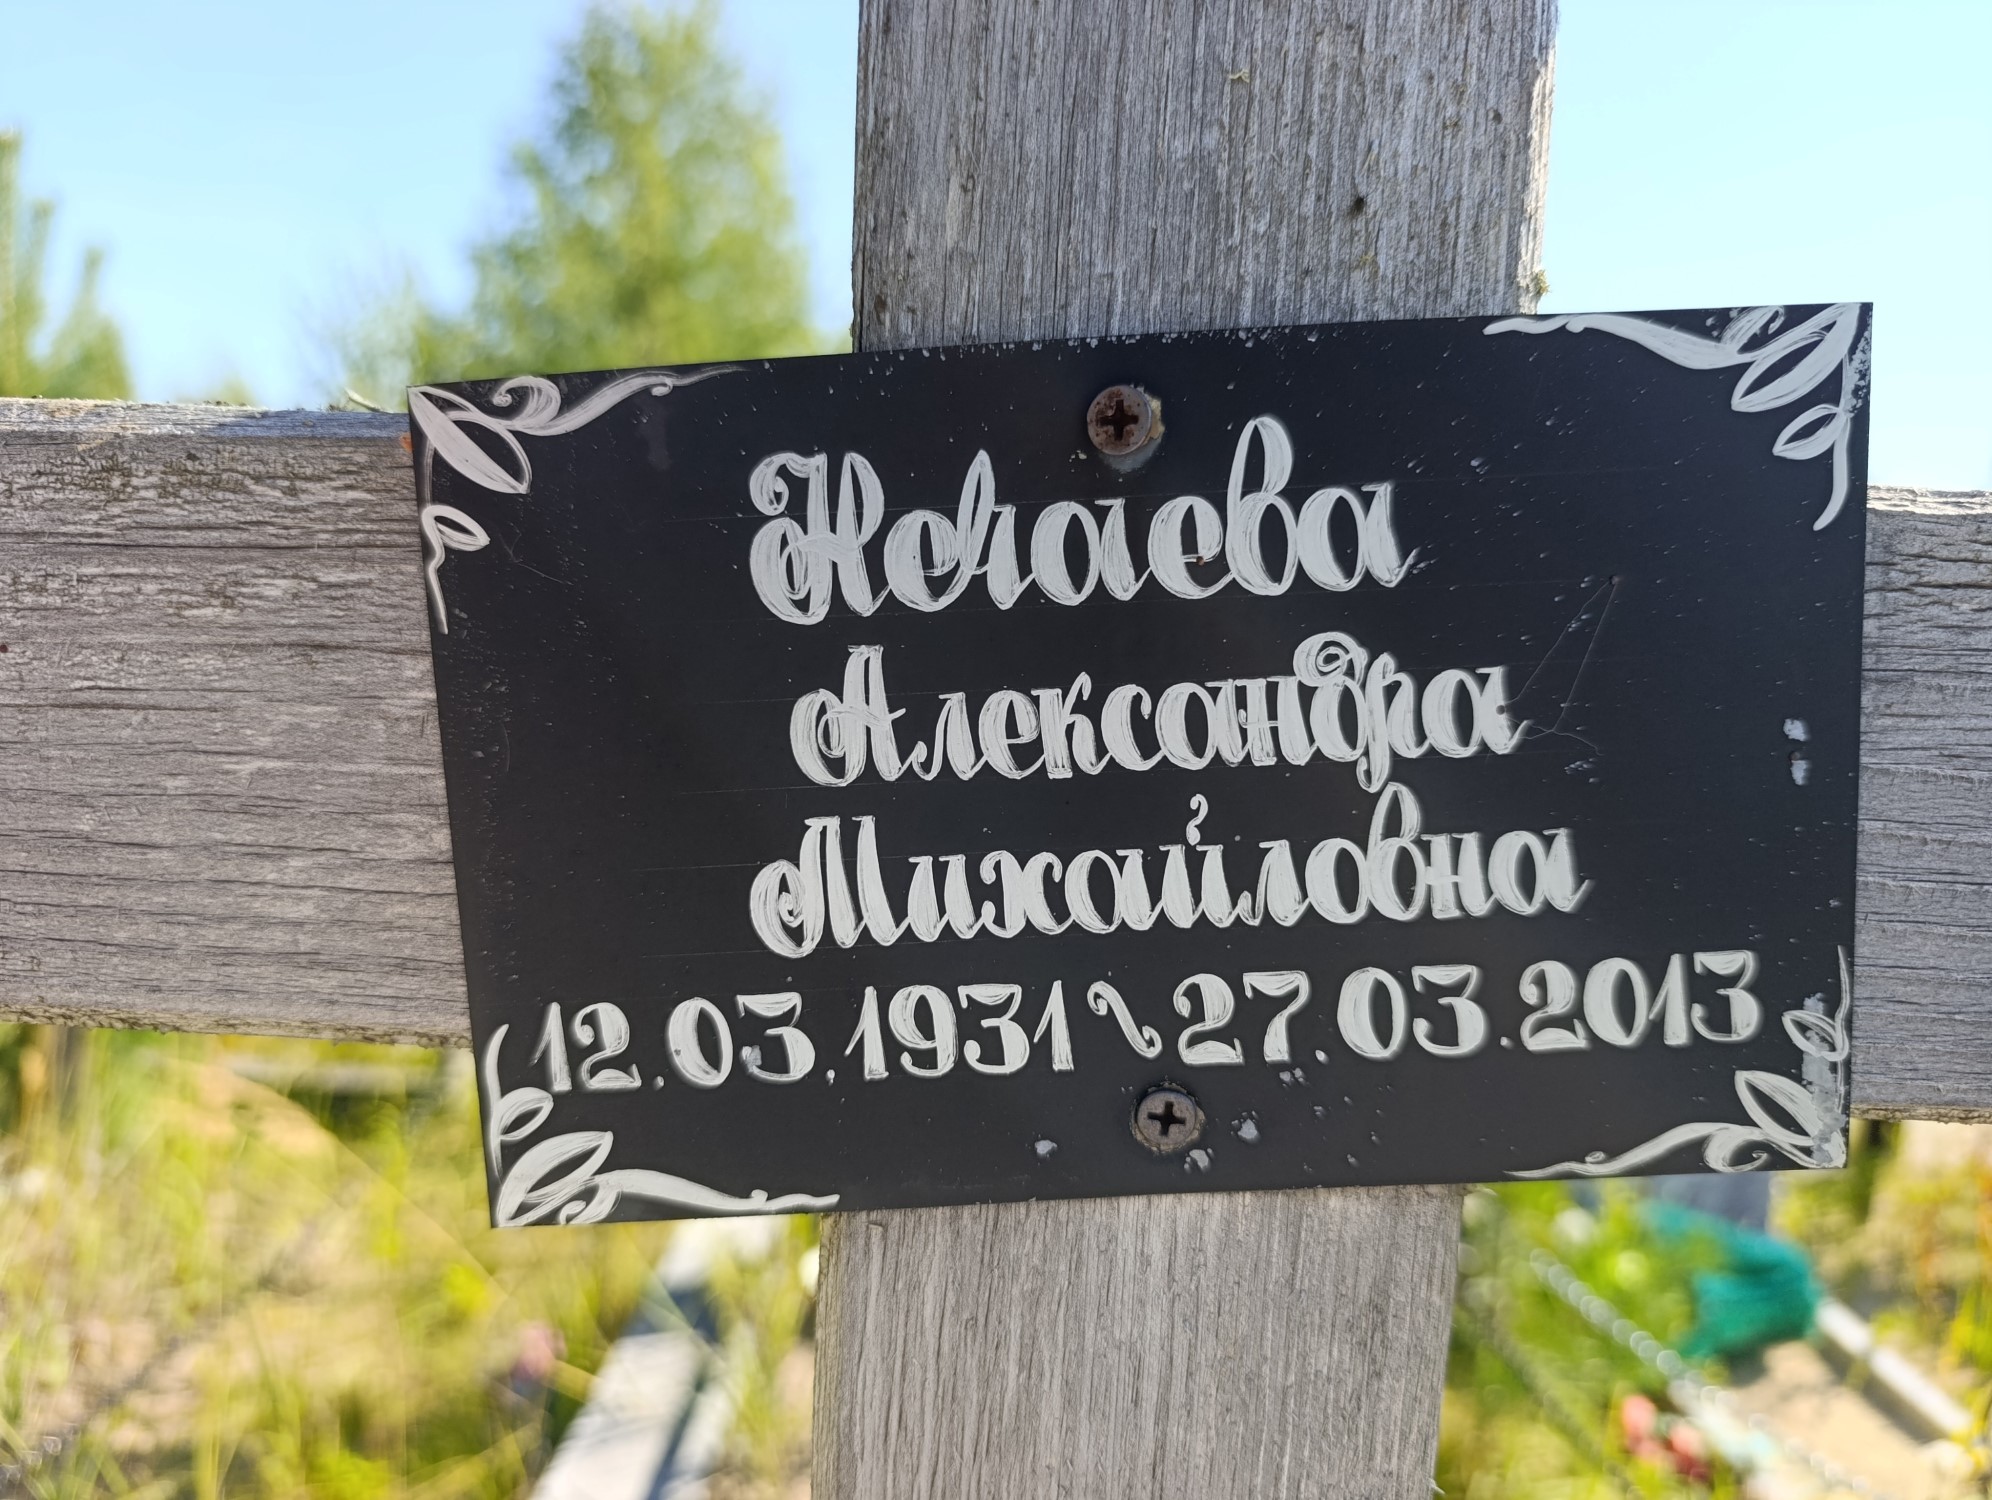 Нечаева
Александра
Михайловна
12.03.1931 ~ 27.03.2013